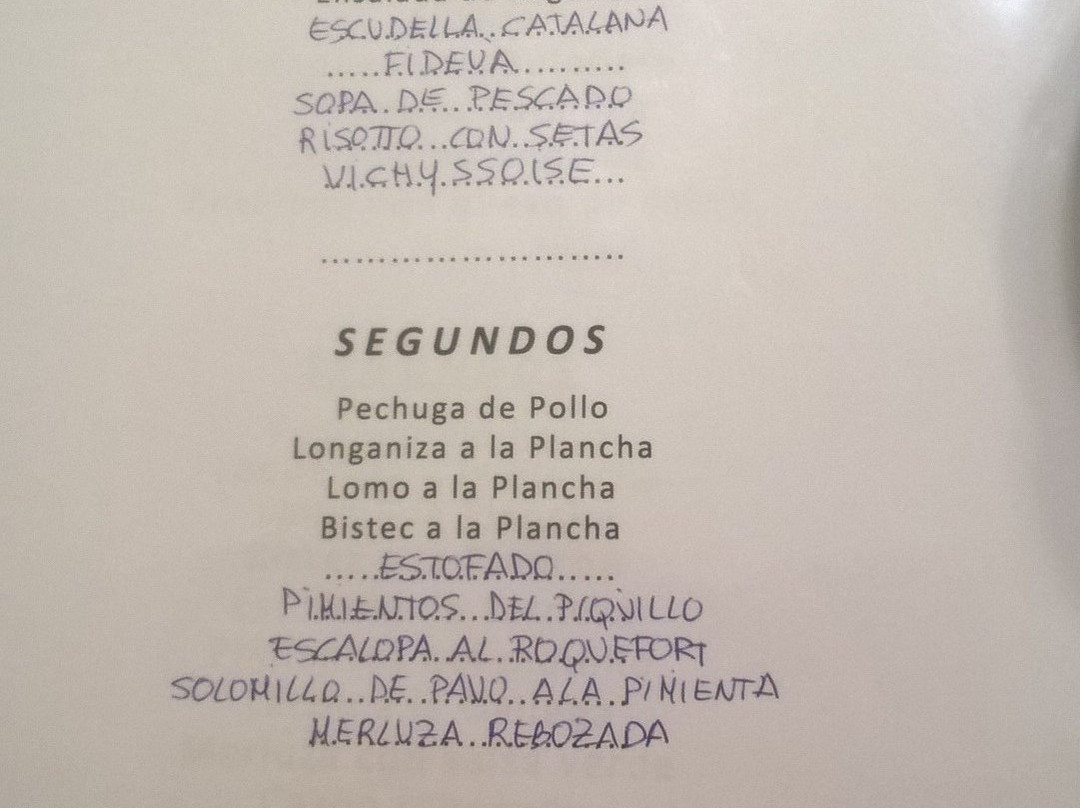 ESCUDELLA CATALANA
FIDEUA
SOPA DE PESCADO
RISOTTO CON SETAS
VICHYSSOISE
SEGUNDOS
Pechuga de Pollo
Longaniza a la Plancha
Lomo a la Plancha
Bistec a la Plancha
ESTOFADO
PIMIENTOS DEL PIQUILLO
ESCALOPA AL ROQUEFORT
SOLOMILLO DE PAVO A LA PIMIENTA
MERLUZA REBOZADA